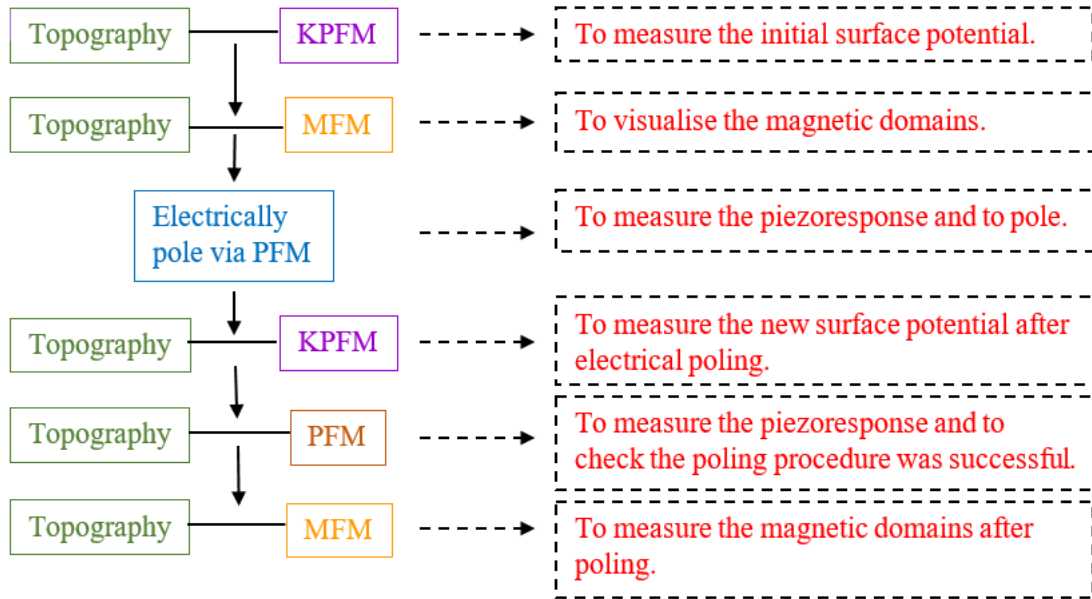 Topography
KPFM
To measure the initial surface potential.
Topography
MFM
To visualise the magnetic domains.
Electrically
pole via PFM
To measure the piezoresponse and to pole.
Topography
KPFM
To measure the new surface potential after
electrical poling.
Topography
PFM
To measure the piezoresponse and to
check the poling procedure was successful.
Topography
MFM
To measure the magnetic domains after
poling.